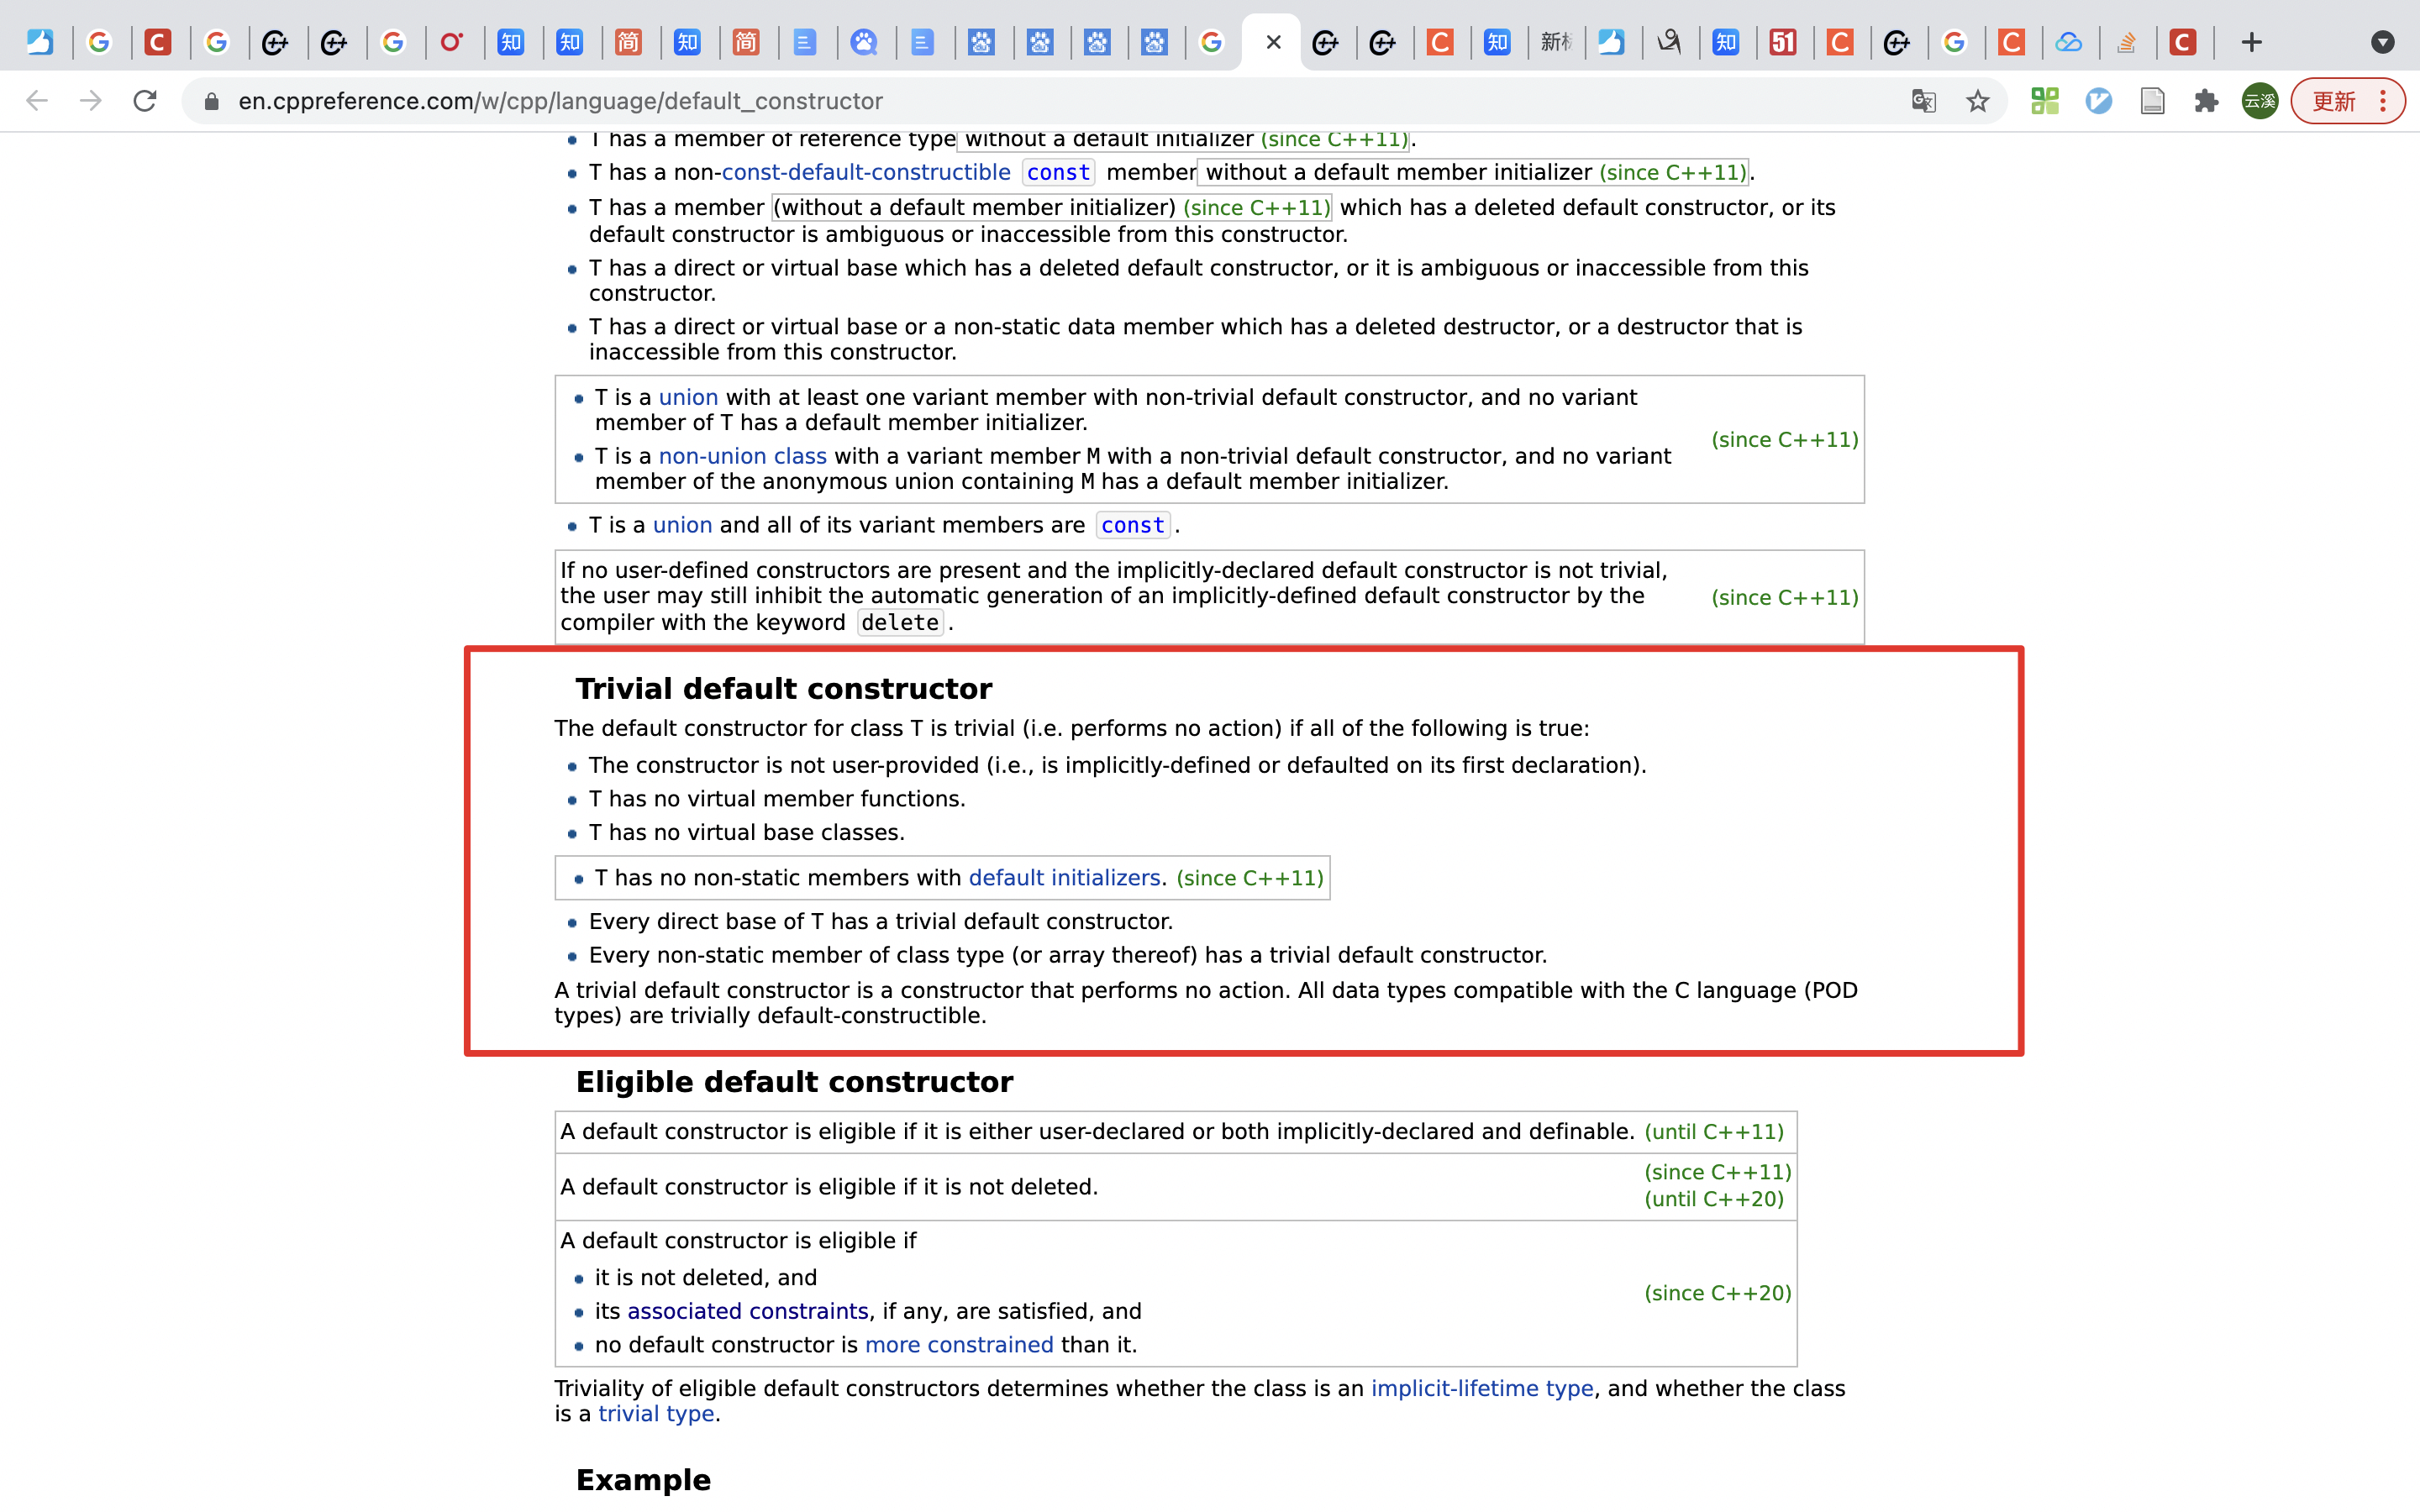 知
知
简
知
简
知
新标
知
51
en.cppreference.com/w/cpp/language/default_constructor
云溪
更新
T has a member of reference type without a default initializer (since C++11).
T has a non-const-default-constructible const member without a default member initializer (since C++11).
T has a member (without a default member initializer) (since C++11) which has a deleted default constructor, or its
default constructor is ambiguous or inaccessible from this constructor.
T has a direct or virtual base which has a deleted default constructor, or it is ambiguous or inaccessible from this
constructor.
T has a direct or virtual base or a non-static data member which has a deleted destructor, or a destructor that is
inaccessible from this constructor.
T is a union with at least one variant member with non-trivial default constructor, and no variant
member of T has a default member initializer.
(since C++11)
T is a non-union class with a variant member M with a non-trivial default constructor, and no variant
member of the anonymous union containing M has a default member initializer.
T is a union and all of its variant members are const.
If no user-defined constructors are present and the implicitly-declared default constructor is not trivial,
the user may still inhibit the automatic generation of an implicitly-defined default constructor by the
(since C++11)
compiler with the keyword delete.
Trivial default constructor
The default constructor for class T is trivial (i.e. performs no action) if all of the following is true:
The constructor is not user-provided (i.e., is implicitly-defined or defaulted on its first declaration).
T has no virtual member functions.
T has no virtual base classes.
T has no non-static members with default initializers. (since C++11)
Every direct base of T has a trivial default constructor.
Every non-static member of class type (or array thereof) has a trivial default constructor.
A trivial default constructor is a constructor that performs no action. All data types compatible with the C language (POD
types) are trivially default-constructible.
Eligible default constructor
A default constructor is eligible if it is either user-declared or both implicitly-declared and definable. (until C++11)
A default constructor is eligible if it is not deleted.
(since C++11)
(until C++20)
A default constructor is eligible if
it is not deleted, and
its associated constraints, if any, are satisfied, and
no default constructor is more constrained than it.
(since C++20)
Triviality of eligible default constructors determines whether the class is an implicit-lifetime type, and whether the class
is a trivial type.
Example